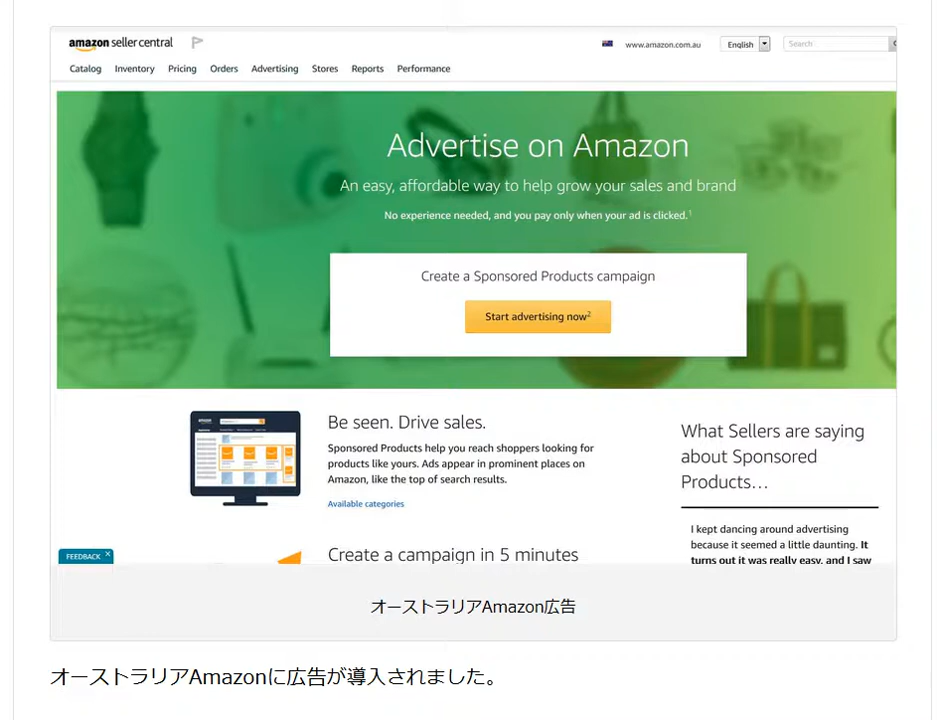 amazon seller central
www.amazon.com.au
English
Search
Catalog Inventory Pricing Orders Advertising Stores Reports Performance
Advertise on Amazon
An easy, affordable way to help grow your sales and brand
No experience needed, and you pay only when your ad is clicked.¹
Create a Sponsored Products campaign
Start advertising now²
Be seen. Drive sales.
Sponsored Products help you reach shoppers looking for
products like yours. Ads appear in prominent places on
Amazon, like the top of search results.
Available categories
Create a campaign in 5 minutes
What Sellers are saying
about Sponsored
Products…
I kept dancing around advertising
because it seemed a little daunting. It
turns out it was really easy, and I saw
FEEDBACK
オーストラリアAmazon広告
オーストラリアAmazonに広告が導入されました。